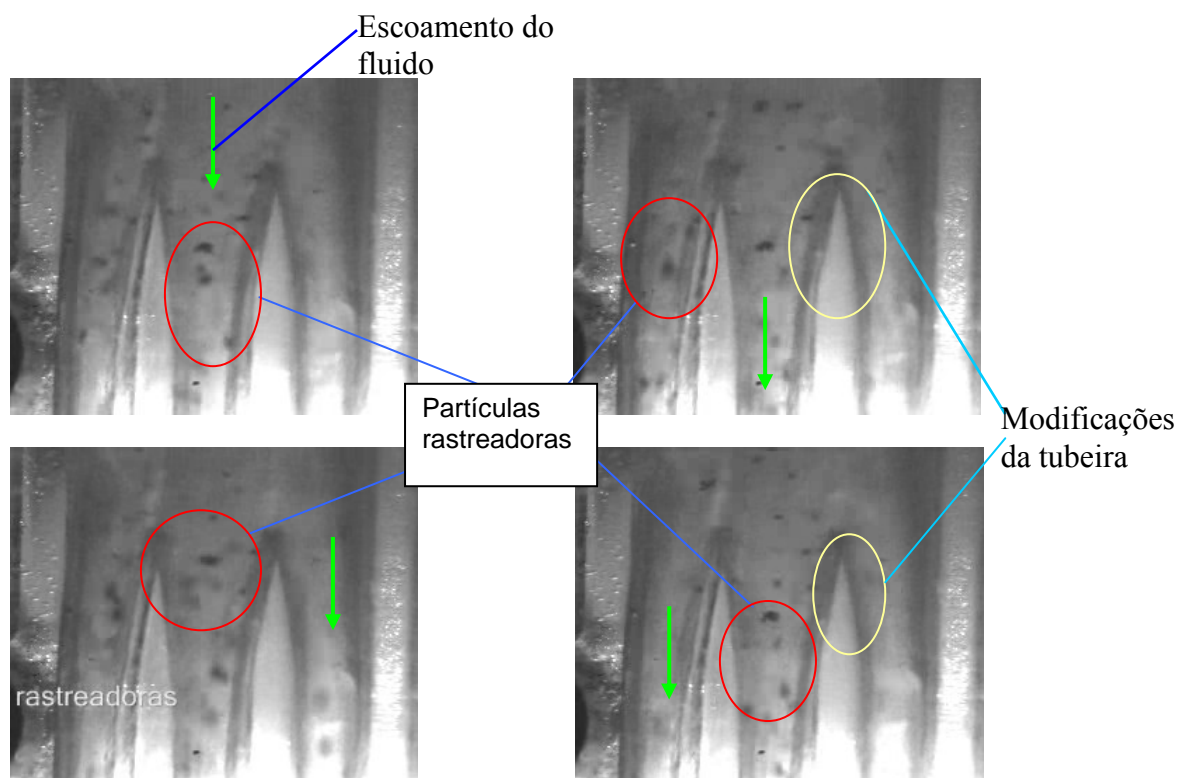 Escoamento do
fluido
Partículas
rastreadoras
Modificações
da tubeira
rastreadoras